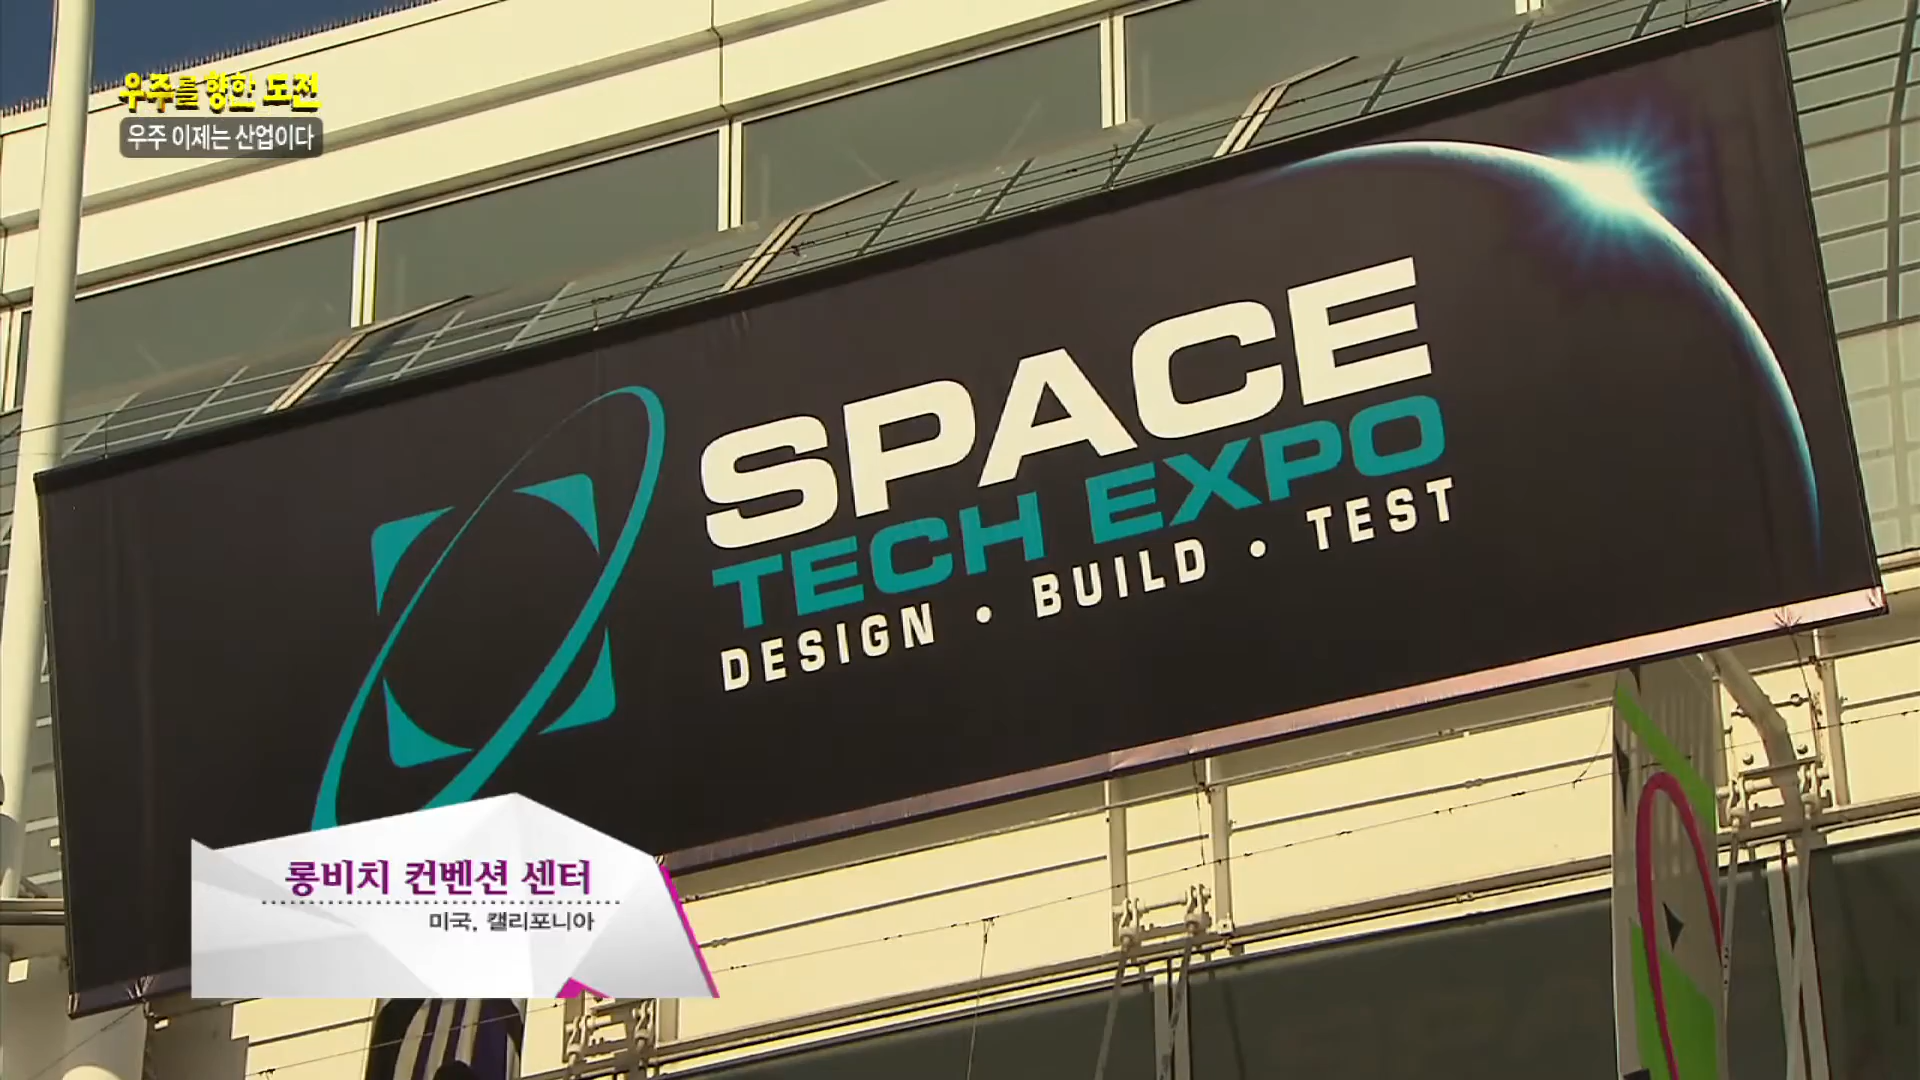 우주를 향한 도전
우주 이제는 산업이다
SPACE
TECH EXPO
DESIGN • BUILD • TEST
롱비치 컨벤션 센터
미국, 캘리포니아